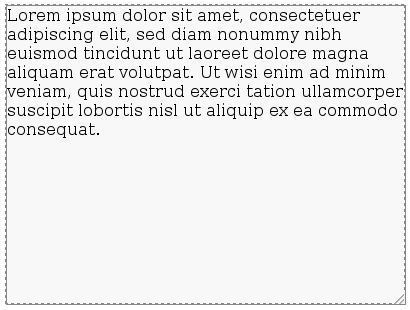 Lorem ipsum dolor sit amet, consectetuer
adipiscing elit, sed diam nonummy nibh
euismod tincidunt ut laoreet dolore magna
aliquam erat volutpat. Ut wisi enim ad minim
veniam, quis nostrud exerci tation ullamcorper
suscipit lobortis nisl ut aliquip ex ea commodo
consequat.